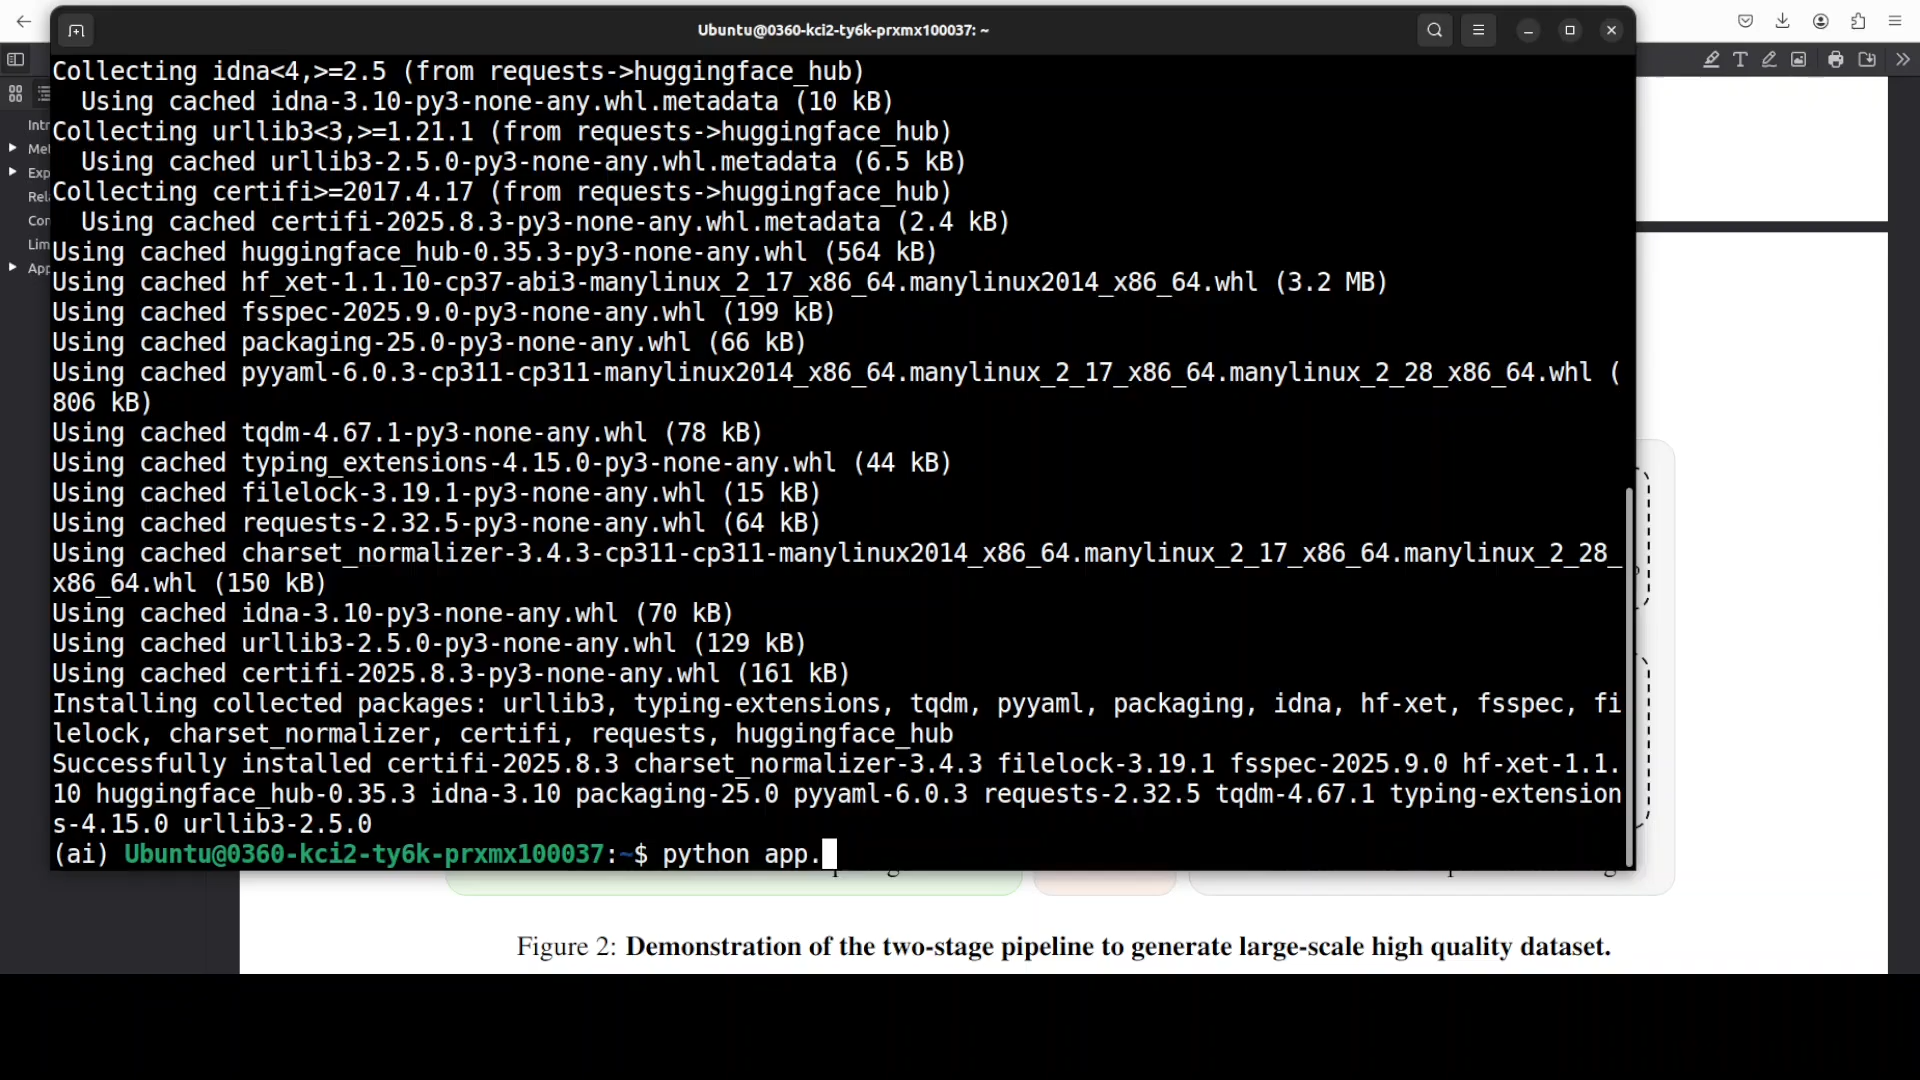 Ubuntu@0360-kci2-ty6k-prxmx100037: ~
Collecting idna<4,>=2.5 (from requests->huggingface_hub)
  Using cached idna-3.10-py3-none-any.whl.metadata (10 kB)
Collecting urllib3<3,>=1.21.1 (from requests->huggingface_hub)
  Using cached urllib3-2.5.0-py3-none-any.whl.metadata (6.5 kB)
Collecting certifi>=2017.4.17 (from requests->huggingface_hub)
  Using cached certifi-2025.8.3-py3-none-any.whl.metadata (2.4 kB)
Using cached huggingface_hub-0.35.3-py3-none-any.whl (564 kB)
Using cached hf_xet-1.1.10-cp37-abi3-manylinux_2_17_x86_64.manylinux2014_x86_64.whl (3.2 MB)
Using cached fsspec-2025.9.0-py3-none-any.whl (199 kB)
Using cached packaging-25.0-py3-none-any.whl (66 kB)
Using cached pyyaml-6.0.3-cp311-cp311-manylinux2014_x86_64.manylinux_2_17_x86_64.manylinux_2_28_x86_64.whl (
806 kB)
Using cached tqdm-4.67.1-py3-none-any.whl (78 kB)
Using cached typing_extensions-4.15.0-py3-none-any.whl (44 kB)
Using cached filelock-3.19.1-py3-none-any.whl (15 kB)
Using cached requests-2.32.5-py3-none-any.whl (64 kB)
Using cached charset_normalizer-3.4.3-cp311-cp311-manylinux2014_x86_64.manylinux_2_17_x86_64.manylinux_2_28_
x86_64.whl (150 kB)
Using cached idna-3.10-py3-none-any.whl (70 kB)
Using cached urllib3-2.5.0-py3-none-any.whl (129 kB)
Using cached certifi-2025.8.3-py3-none-any.whl (161 kB)
Installing collected packages: urllib3, typing-extensions, tqdm, pyyaml, packaging, idna, hf-xet, fsspec, fi
lelock, charset_normalizer, certifi, requests, huggingface_hub
Successfully installed certifi-2025.8.3 charset_normalizer-3.4.3 filelock-3.19.1 fsspec-2025.9.0 hf-xet-1.1.
10 huggingface_hub-0.35.3 idna-3.10 packaging-25.0 pyyaml-6.0.3 requests-2.32.5 tqdm-4.67.1 typing-extension
s-4.15.0 urllib3-2.5.0
(ai) Ubuntu@0360-kci2-ty6k-prxmx100037:~$ python app.
Intr
Met
Exp
Rela
Con
Lim
App
Figure 2: Demonstration of the two-stage pipeline to generate large-scale high quality dataset.